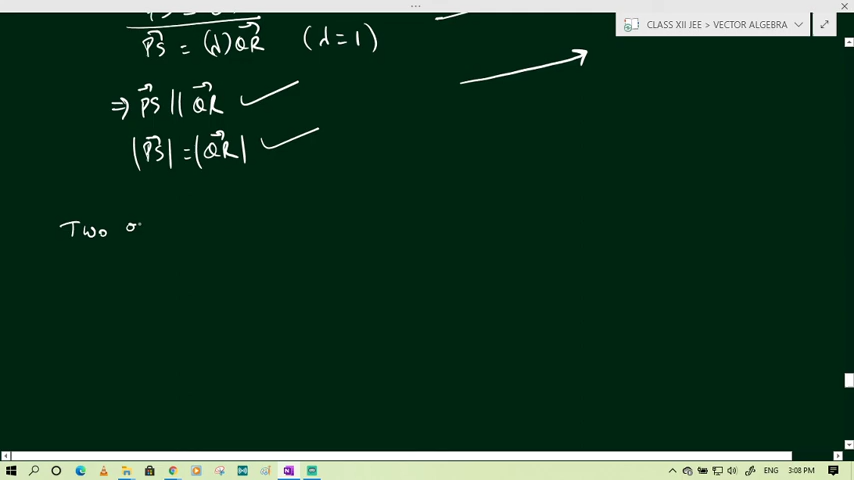 CLASS XII JEE > VECTOR ALGEBRA
PS⃗ = (λ)QR⃗ (λ=1)
⇒ PS⃗ || QR⃗
|PS⃗| = |QR⃗|
Two
ENG 3:08 PM